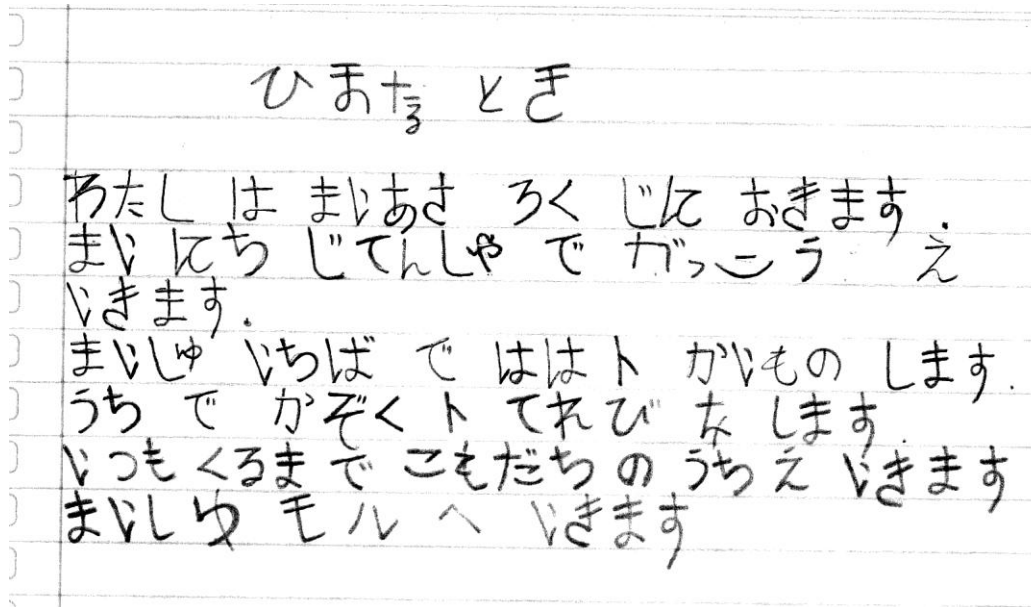 ひまなる とき
わたし は まいあさ ろく じに おきます.
まい にち じてんしゃ で がっこう え
いきます.
まいしゅ いちば で ははト かいもの します.
うち で かぞくト てれび を します.
いつも くるまで こもだち の うち え いきます
まいしゆ モル へ いきます